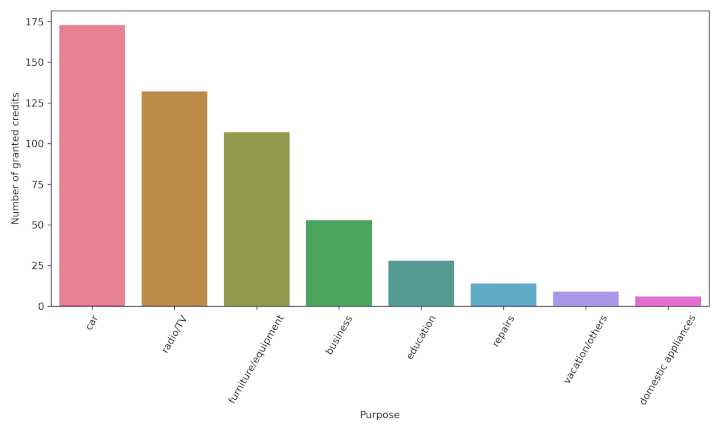 175
150
125
100
75
50
25
0
Number of granted credits
car
radio/TV
furniture/equipment
business
education
repairs
vacation/others
domestic appliances
Purpose